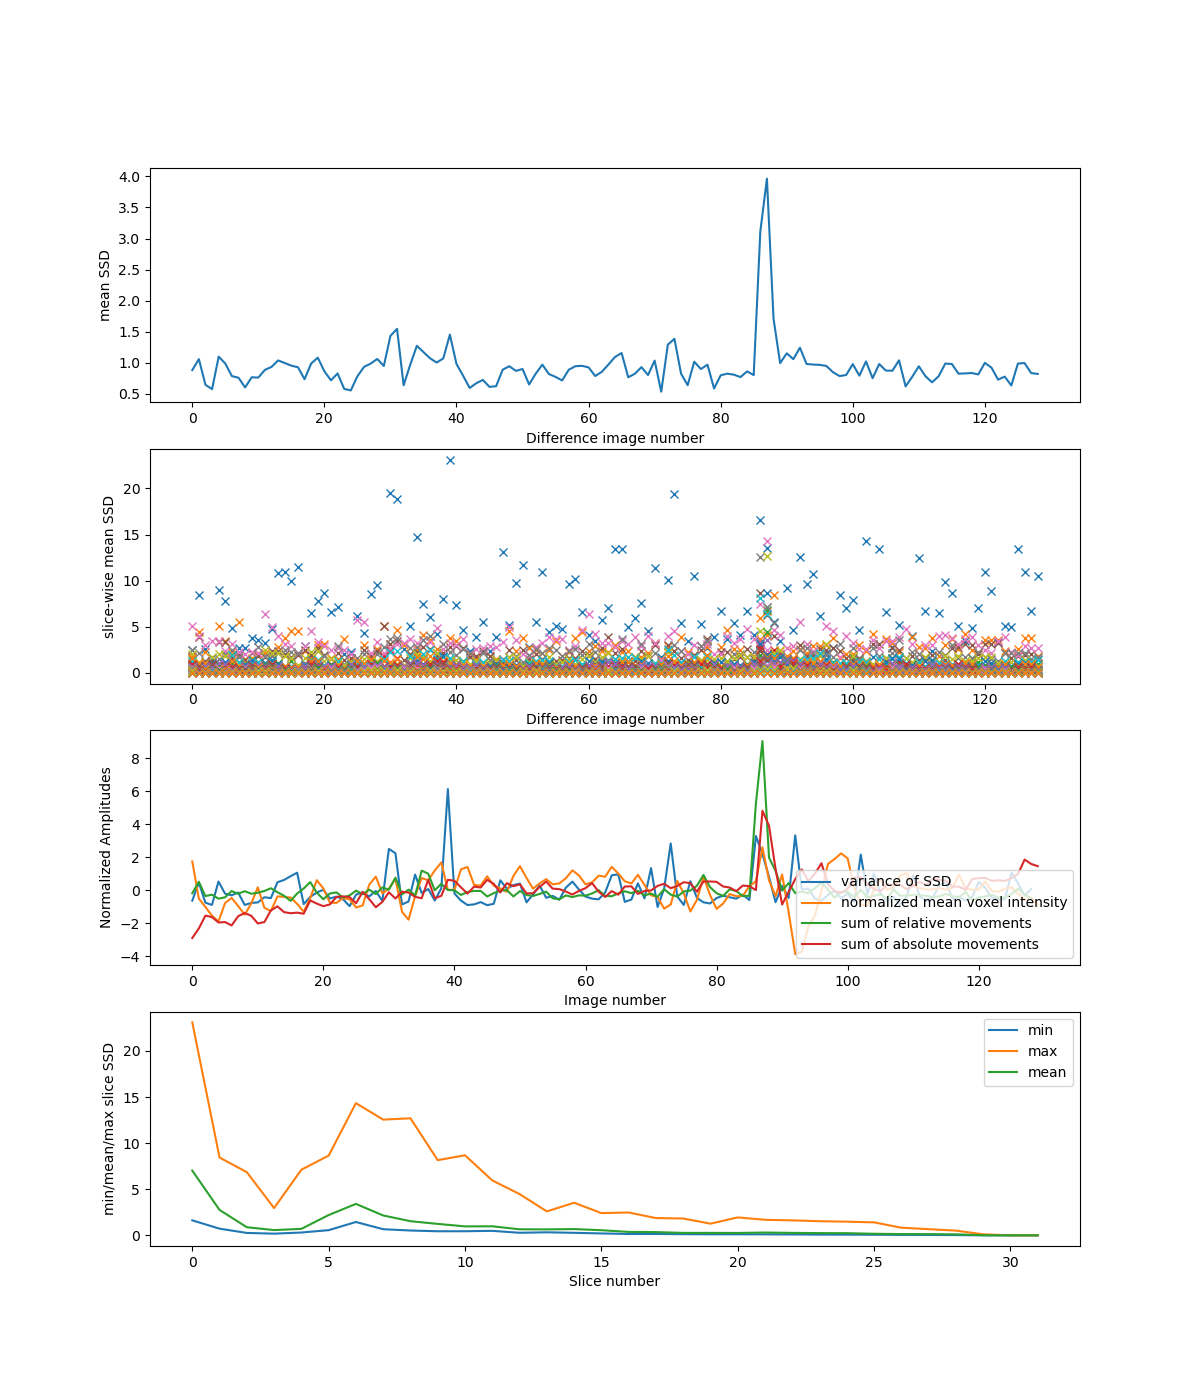 mean SSD
4.0
3.5
3.0
2.5
2.0
1.5
1.0
0.5
0 20 40 60 80 100 120
Difference image number
slice-wise mean SSD
20
15
10
5
0
0 20 40 60 80 100 120
Difference image number
Normalized Amplitudes
8
6
4
2
0
−2
−4
variance of SSD
normalized mean voxel intensity
sum of relative movements
sum of absolute movements
0 20 40 60 80 100 120
Image number
min/mean/max slice SSD
20
15
10
5
0
min
max
mean
0 5 10 15 20 25 30
Slice number